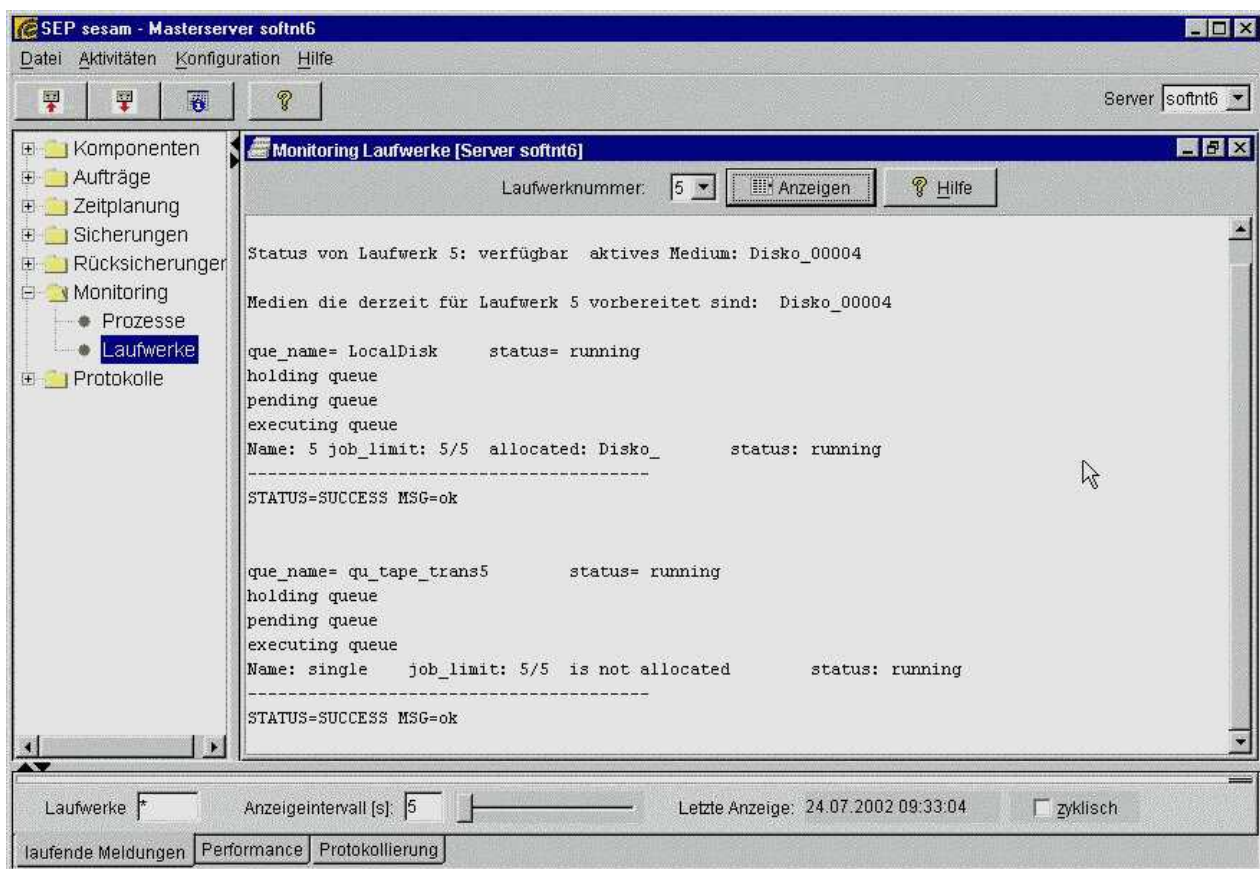 SEP sesam - Masterserver softnt6
Datei Aktivitäten Konfiguration Hilfe
Server softnt6
Komponenten
Aufträge
Zeitplanung
Sicherungen
Rücksicherunger
Monitoring
Prozesse
Laufwerke
Protokolle
Monitoring Laufwerke [Server softnt6]
Laufwerknummer: 5 Anzeigen Hilfe
Status von Laufwerk 5: verfügbar aktives Medium: Disko_00004
Medien die derzeit für Laufwerk 5 vorbereitet sind: Disko_00004
que_name= LocalDisk status= running
holding queue
pending queue
executing queue
Name: 5 job_limit: 5/5 allocated: Disko_ status: running
----------------------------------------
STATUS=SUCCESS MSG=ok
que_name= qu_tape_trans5 status= running
holding queue
pending queue
executing queue
Name: single job_limit: 5/5 is not allocated status: running
----------------------------------------
STATUS=SUCCESS MSG=ok
Laufwerke * Anzeigeintervall [s]: 5 Letzte Anzeige: 24.07.2002 09:33:04 zyklisch
laufende Meldungen Performance Protokollierung